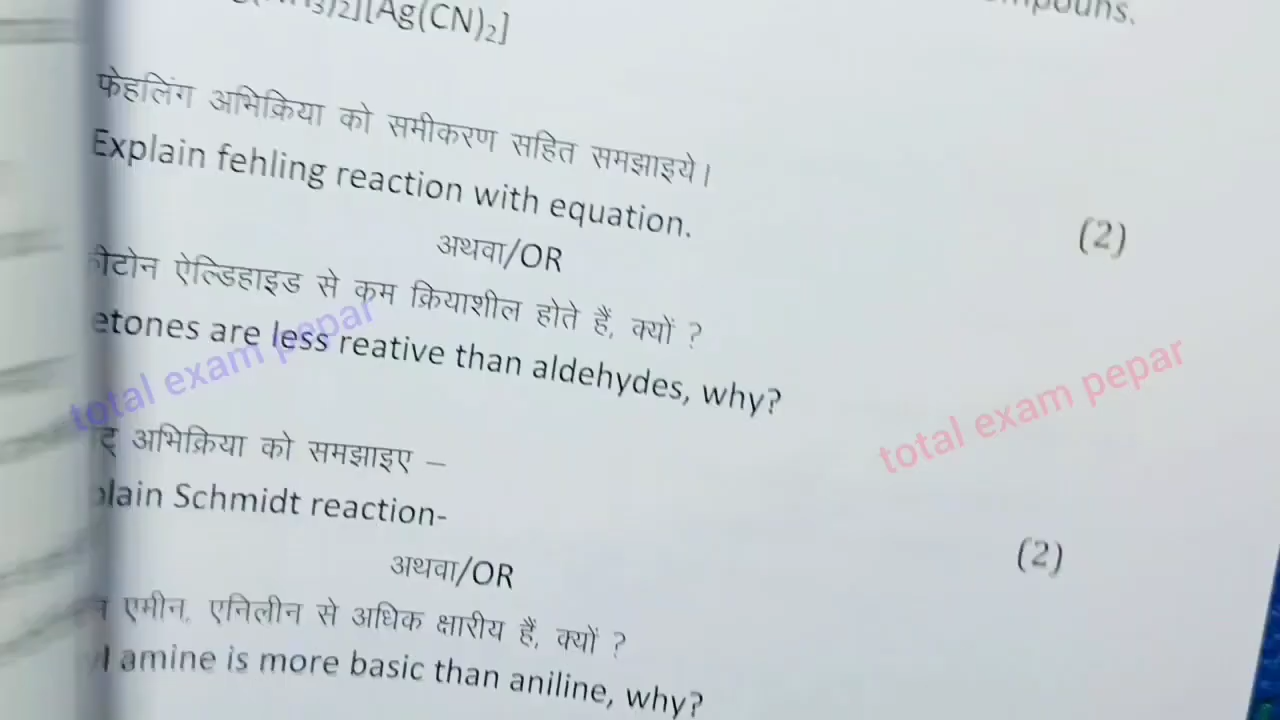 ][Ag(CN)₂]
फेहलिंग अभिक्रिया को समीकरण सहित समझाइये।
Explain fehling reaction with equation.
(2)
अथवा/OR
कीटोन ऐल्डिहाइड से कम क्रियाशील होते हैं, क्यों ?
etones are less reative than aldehydes, why?
total exam pepar
total exam pepar
अभिक्रिया को समझाइए –
plain Schmidt reaction-
(2)
अथवा/OR
एमीन, एनिलीन से अधिक क्षारीय हैं, क्यों ?
amine is more basic than aniline, why?